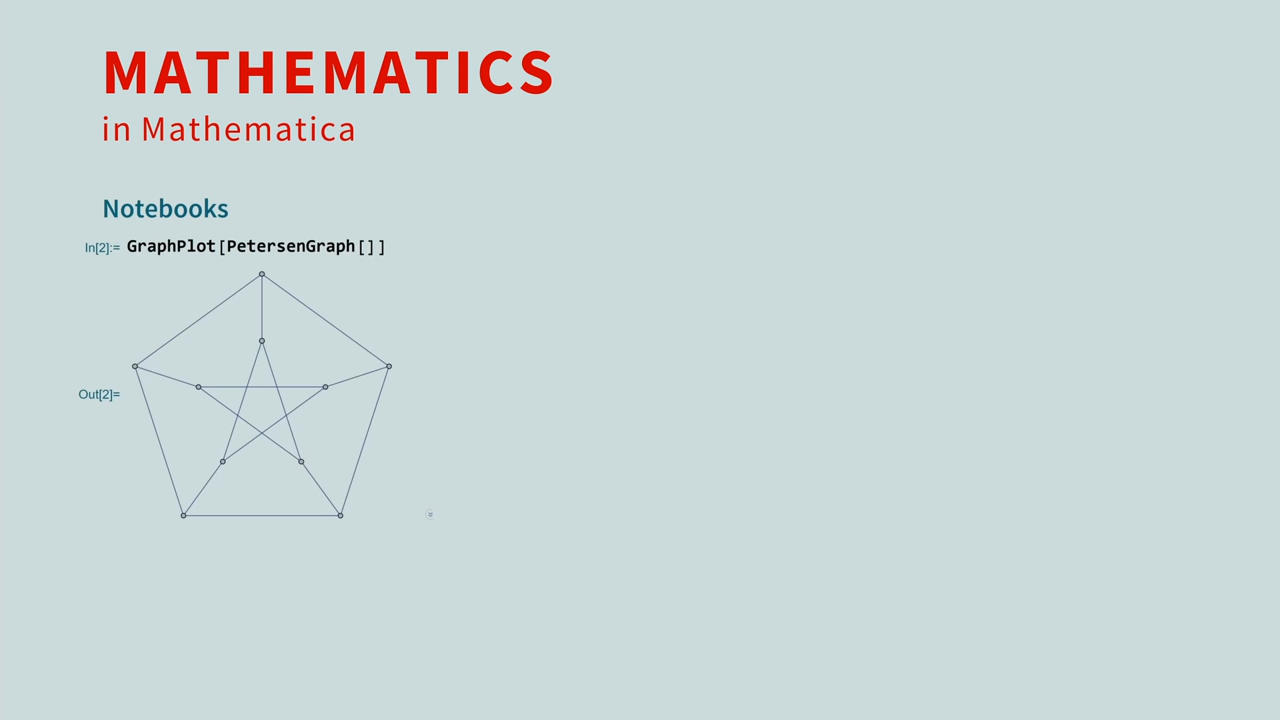 MATHEMATICS
in Mathematica
Notebooks
In[2]:= GraphPlot[PetersenGraph[]]
Out[2]=